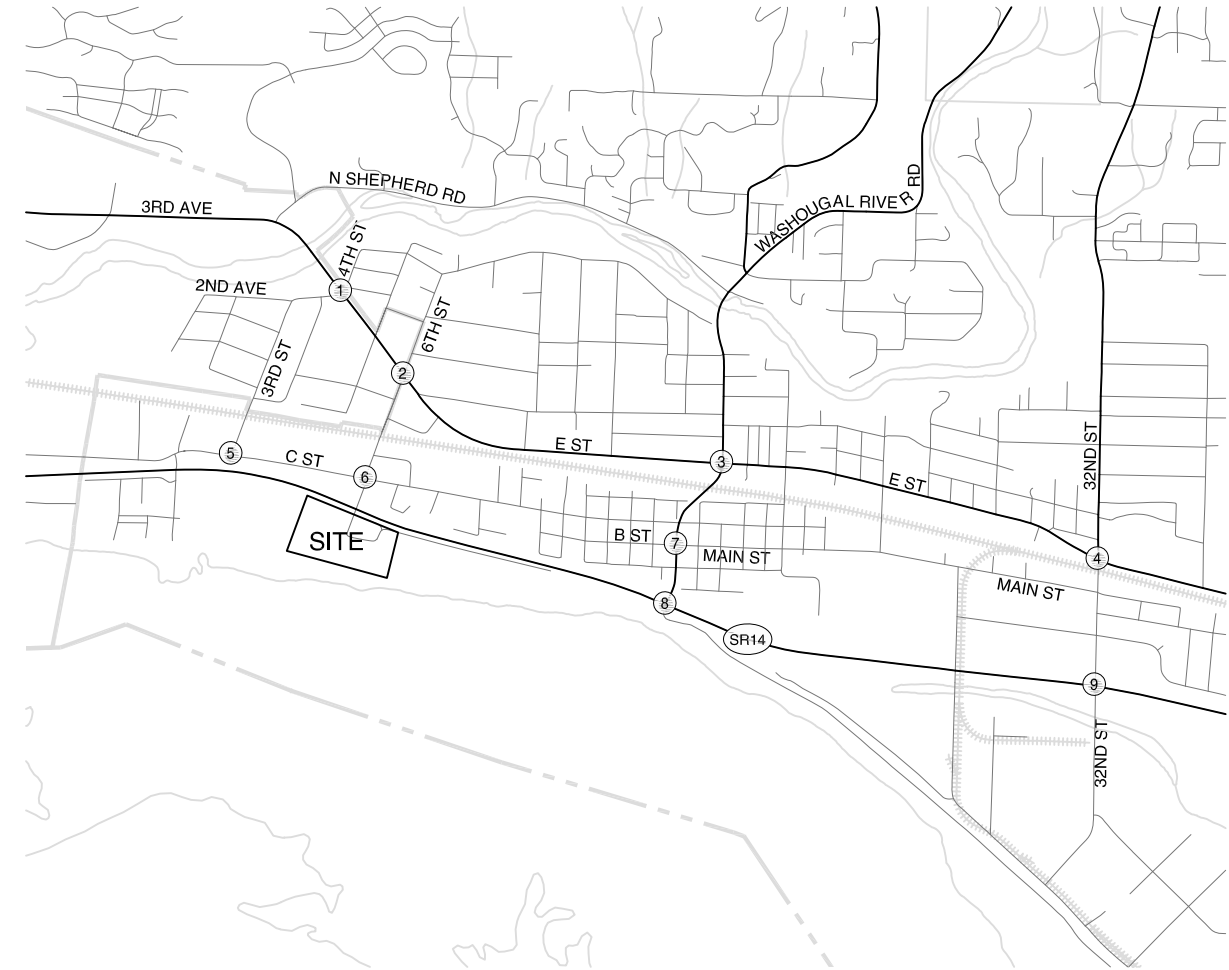 N SHEPHERD RD
3RD AVE
WASHOUGAL RIVER RD
4TH ST
2ND AVE
1
6TH ST
3RD ST
2
E ST
3
32ND ST
5
C ST
6
E ST
SITE
B ST
7
MAIN ST
4
MAIN ST
8
SR14
9
32ND ST